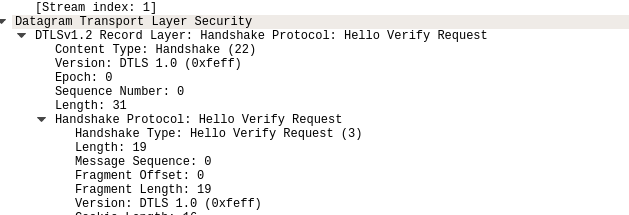 [Stream index: 1]
Datagram Transport Layer Security
DTLSv1.2 Record Layer: Handshake Protocol: Hello Verify Request
Content Type: Handshake (22)
Version: DTLS 1.0 (0xfeff)
Epoch: 0
Sequence Number: 0
Length: 31
Handshake Protocol: Hello Verify Request
Handshake Type: Hello Verify Request (3)
Length: 19
Message Sequence: 0
Fragment Offset: 0
Fragment Length: 19
Version: DTLS 1.0 (0xfeff)
Cookie Length: 16